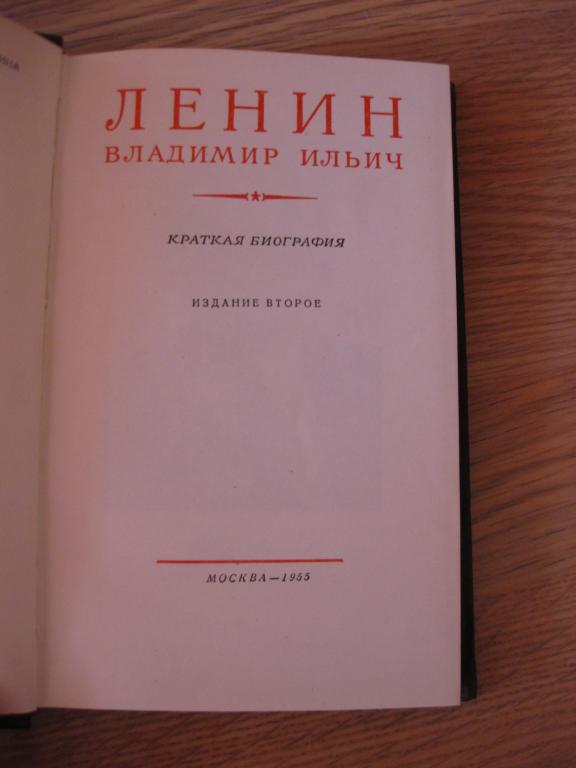 ЛЕНИН
ВЛАДИМИР ИЛЬИЧ
КРАТКАЯ БИОГРАФИЯ
ИЗДАНИЕ ВТОРОЕ
МОСКВА—1955